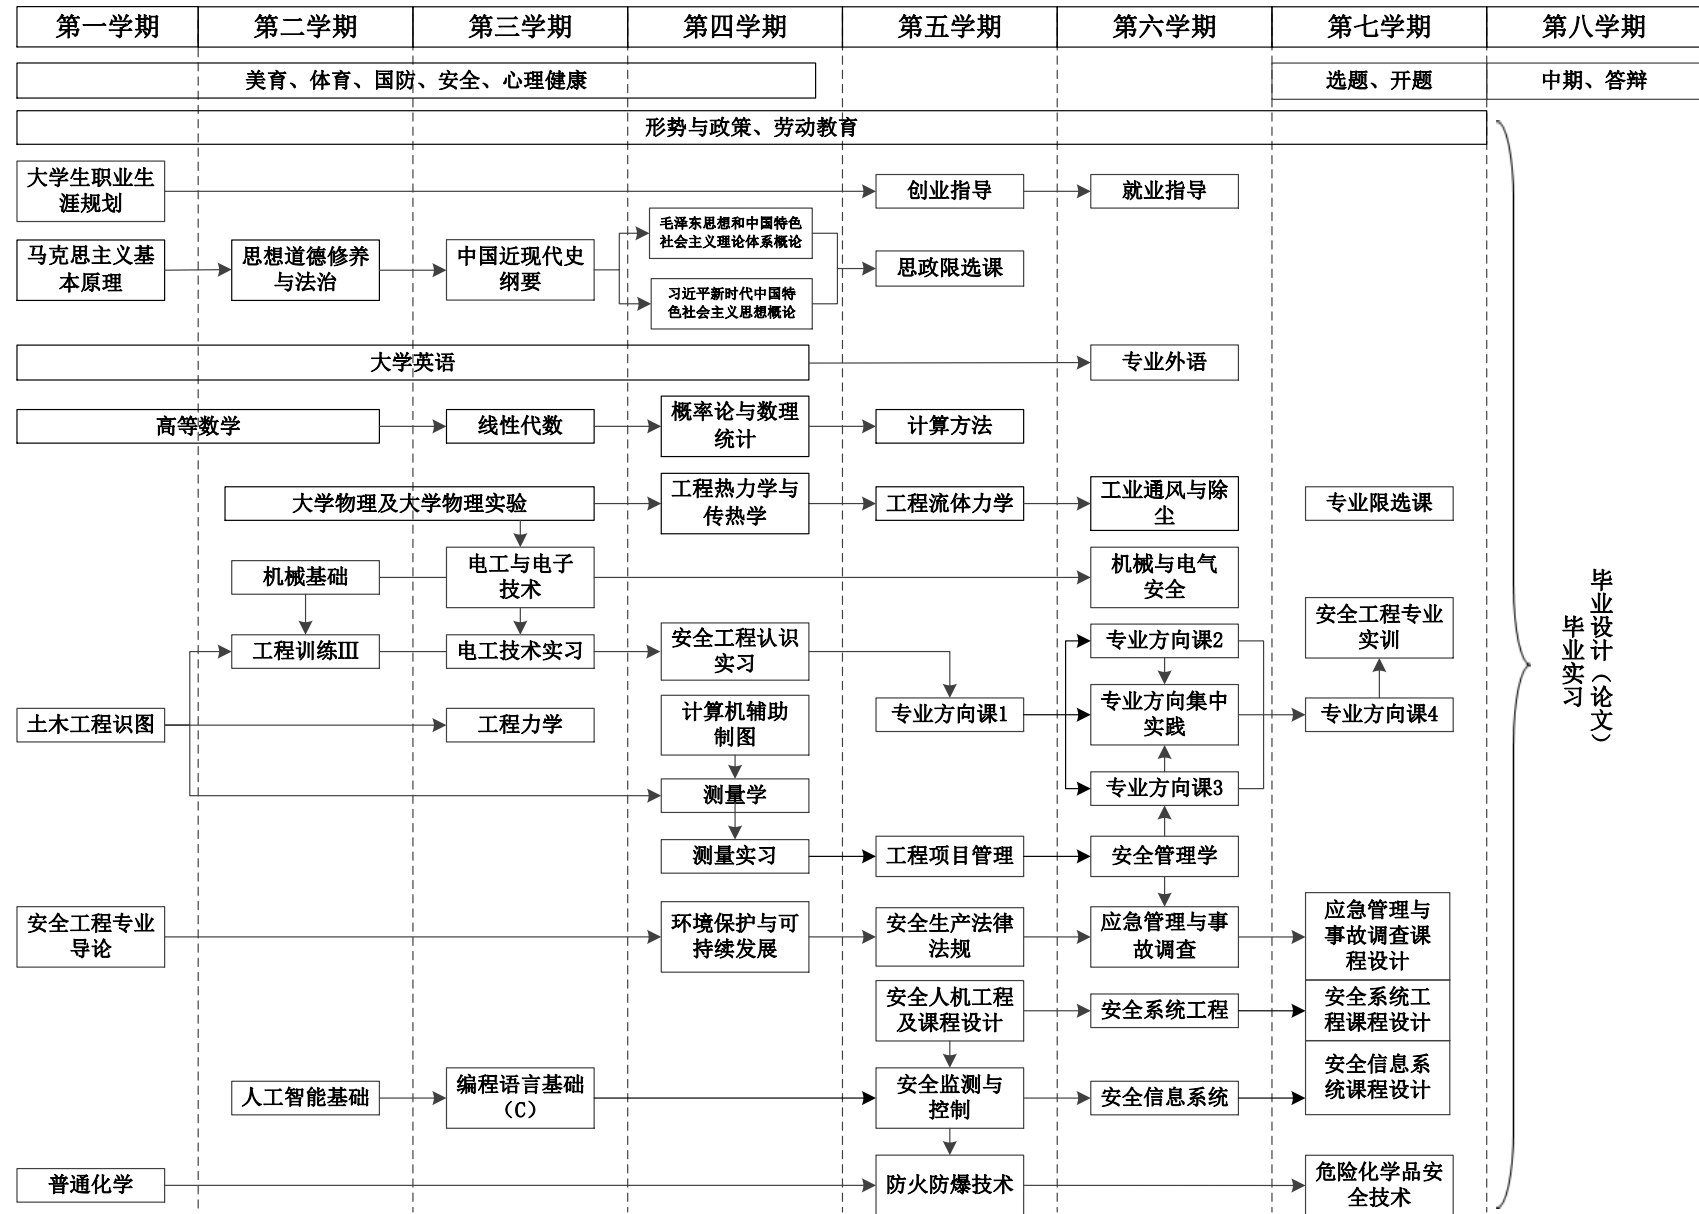 第一学期 第二学期 第三学期 第四学期 第五学期 第六学期 第七学期 第八学期
美育、体育、国防、安全、心理健康
选题、开题
中期、答辩
形势与政策、劳动教育
大学生职业生
涯规划
创业指导
就业指导
马克思主义基
本原理
思想道德修养
与法治
中国近现代史
纲要
毛泽东思想和中国特色
社会主义理论体系概论
习近平新时代中国特
色社会主义思想概论
思政限选课
大学英语
专业外语
高等数学
线性代数
概率论与数理
统计
计算方法
大学物理及大学物理实验
工程热力学与
传热学
工程流体力学
工业通风与除
尘
专业限选课
机械基础
电工与电子
技术
机械与电气
安全
工程训练Ⅲ
电工技术实习
安全工程认识
实习
专业方向课2
安全工程专业
实训
土木工程识图
工程力学
计算机辅助
制图
专业方向课1
专业方向集中
实践
专业方向课4
测量学
专业方向课3
测量实习
工程项目管理
安全管理学
安全工程专业
导论
环境保护与可
持续发展
安全生产法律
法规
应急管理与事
故调查
应急管理与
事故调查课
程设计
安全人机工程
及课程设计
安全系统工程
安全系统工
程课程设计
人工智能基础
编程语言基础
（C）
安全监测与
控制
安全信息系统
安全信息系
统课程设计
普通化学
防火防爆技术
危险化学品安
全技术
毕业设计（论文）
毕业实习